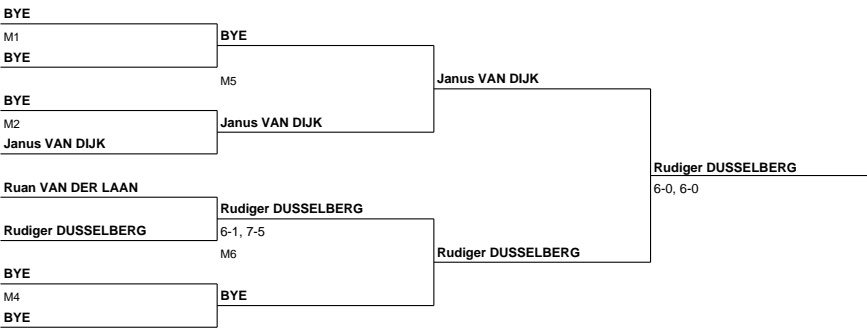 BYE
M1
BYE
BYE
M5
Janus VAN DIJK
BYE
M2
Janus VAN DIJK
Janus VAN DIJK
Rudiger DUSSELBERG
6-0, 6-0
Ruan VAN DER LAAN
Rudiger DUSSELBERG
Rudiger DUSSELBERG
6-1, 7-5
M6
Rudiger DUSSELBERG
BYE
M4
BYE
BYE